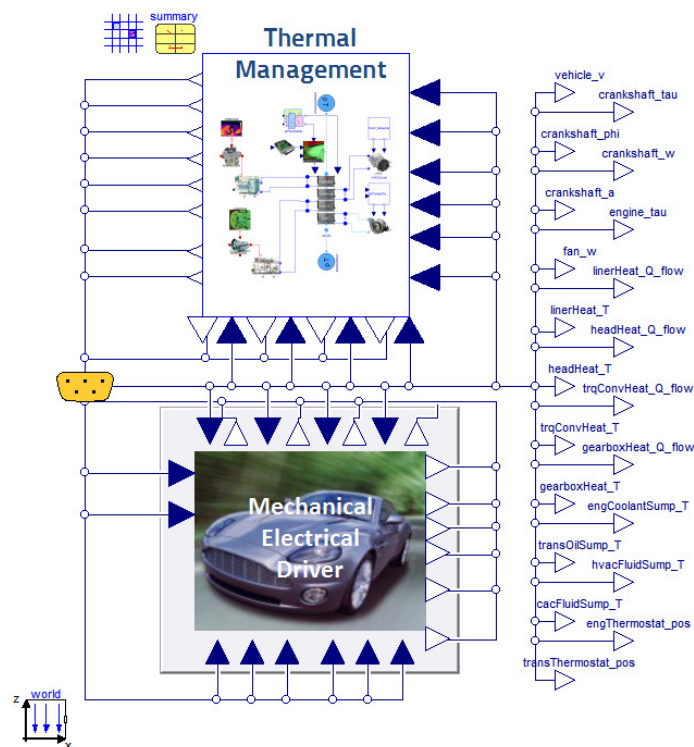 summary
Thermal
Management
vehicle_v
crankshaft_tau
crankshaft_phi
crankshaft_w
crankshaft_a
engine_tau
fan_w
linerHeat_Q_flow
linerHeat_T
headHeat_Q_flow
headHeat_T
trqConvHeat_Q_flow
trqConvHeat_T
gearboxHeat_Q_flow
gearboxHeat_T
engCoolantSump_T
transOilSump_T
hvacFluidSump_T
cacFluidSump_T
engThermostat_pos
transThermostat_pos
Mechanical
Electrical
Driver
world
z
x